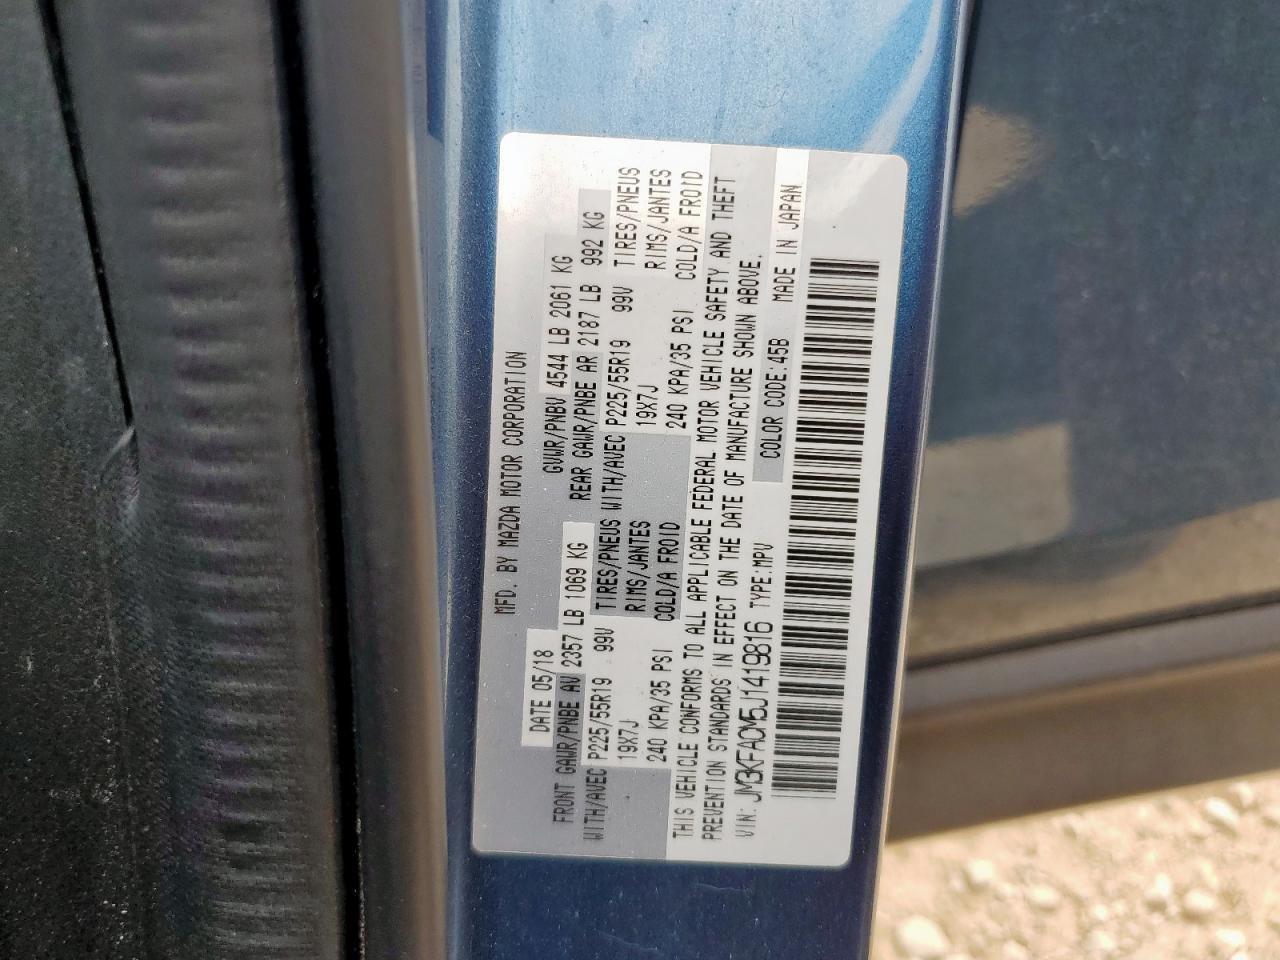 MFD. BY MAZDA MOTOR CORPORATION
DATE 05/18 GVWR/PNBV 4544 LB 2061 KG
FRONT GAWR/PNBE AV 2357 LB 1069 KG REAR GAWR/PNBE AR 2187 LB 992 KG
WITH/AVEC P225/55R19 99V TIRES/PNEUS WITH/AVEC P225/55R19 99V TIRES/PNEUS
19X7J RIMS/JANTES 19X7J RIMS/JANTES
240 KPA/35 PSI COLD/A FROID 240 KPA/35 PSI COLD/A FROID
THIS VEHICLE CONFORMS TO ALL APPLICABLE FEDERAL MOTOR VEHICLE SAFETY AND THEFT
PREVENTION STANDARDS IN EFFECT ON THE DATE OF MANUFACTURE SHOWN ABOVE.
VIN: JM3KFACM5J1419816 TYPE:MPV COLOR CODE:45B MADE IN JAPAN